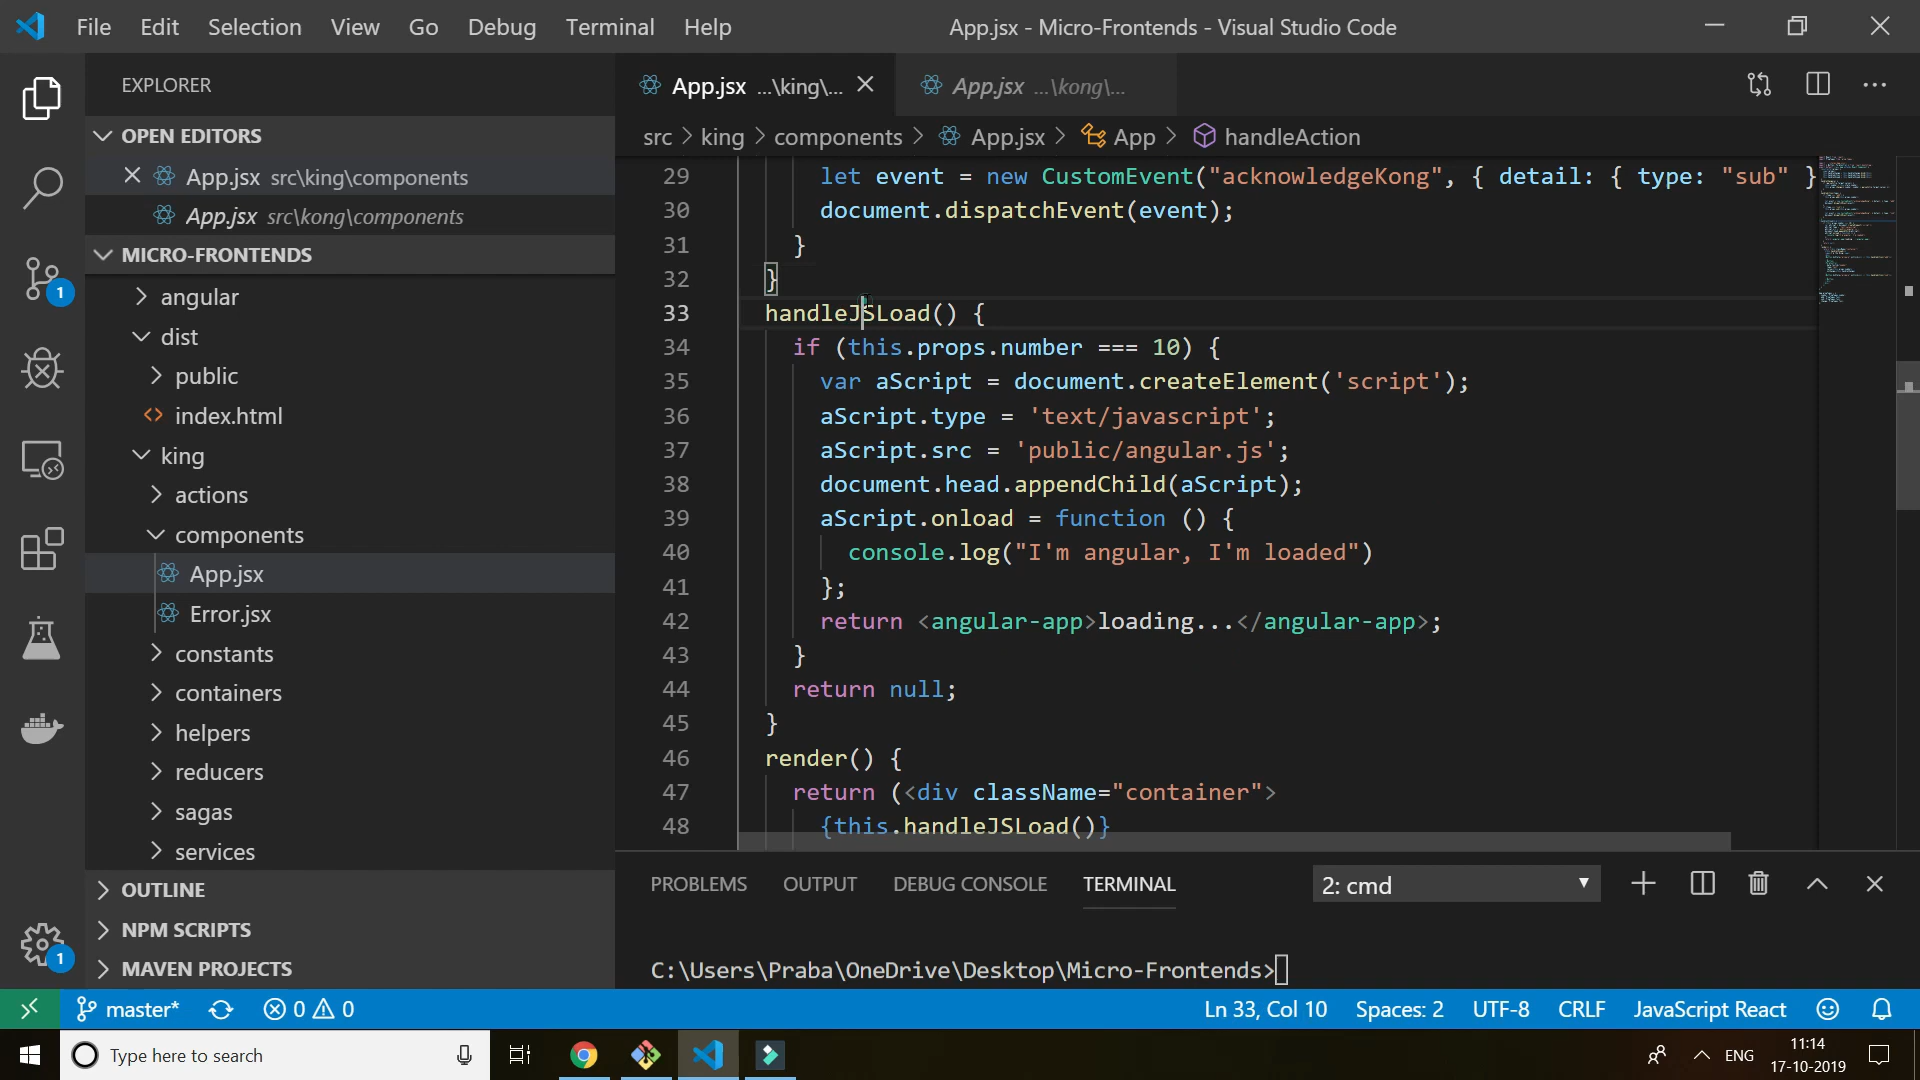 File Edit Selection View Go Debug Terminal Help
App.jsx - Micro-Frontends - Visual Studio Code
EXPLORER
OPEN EDITORS
App.jsx src\king\components
App.jsx src\kong\components
MICRO-FRONTENDS
angular
dist
public
index.html
king
actions
components
App.jsx
Error.jsx
constants
containers
helpers
reducers
sagas
services
OUTLINE
NPM SCRIPTS
MAVEN PROJECTS
1
1
App.jsx ...\king\...
App.jsx ...\kong\...
src > king > components > App.jsx > App > handleAction
29 let event = new CustomEvent("acknowledgeKong", { detail: { type: "sub" }
30 document.dispatchEvent(event);
31 }
32 }
33 handleJSLoad() {
34 if (this.props.number === 10) {
35 var aScript = document.createElement('script');
36 aScript.type = 'text/javascript';
37 aScript.src = 'public/angular.js';
38 document.head.appendChild(aScript);
39 aScript.onload = function () {
40 console.log("I'm angular, I'm loaded")
41 };
42 return <angular-app>loading...</angular-app>;
43 }
44 return null;
45 }
46 render() {
47 return (<div className="container">
48 {this.handleJSLoad()}
PROBLEMS OUTPUT DEBUG CONSOLE TERMINAL
2: cmd
C:\Users\Praba\OneDrive\Desktop\Micro-Frontends>
master* 0 0
Ln 33, Col 10 Spaces: 2 UTF-8 CRLF JavaScript React
Type here to search
ENG
11:14
17-10-2019